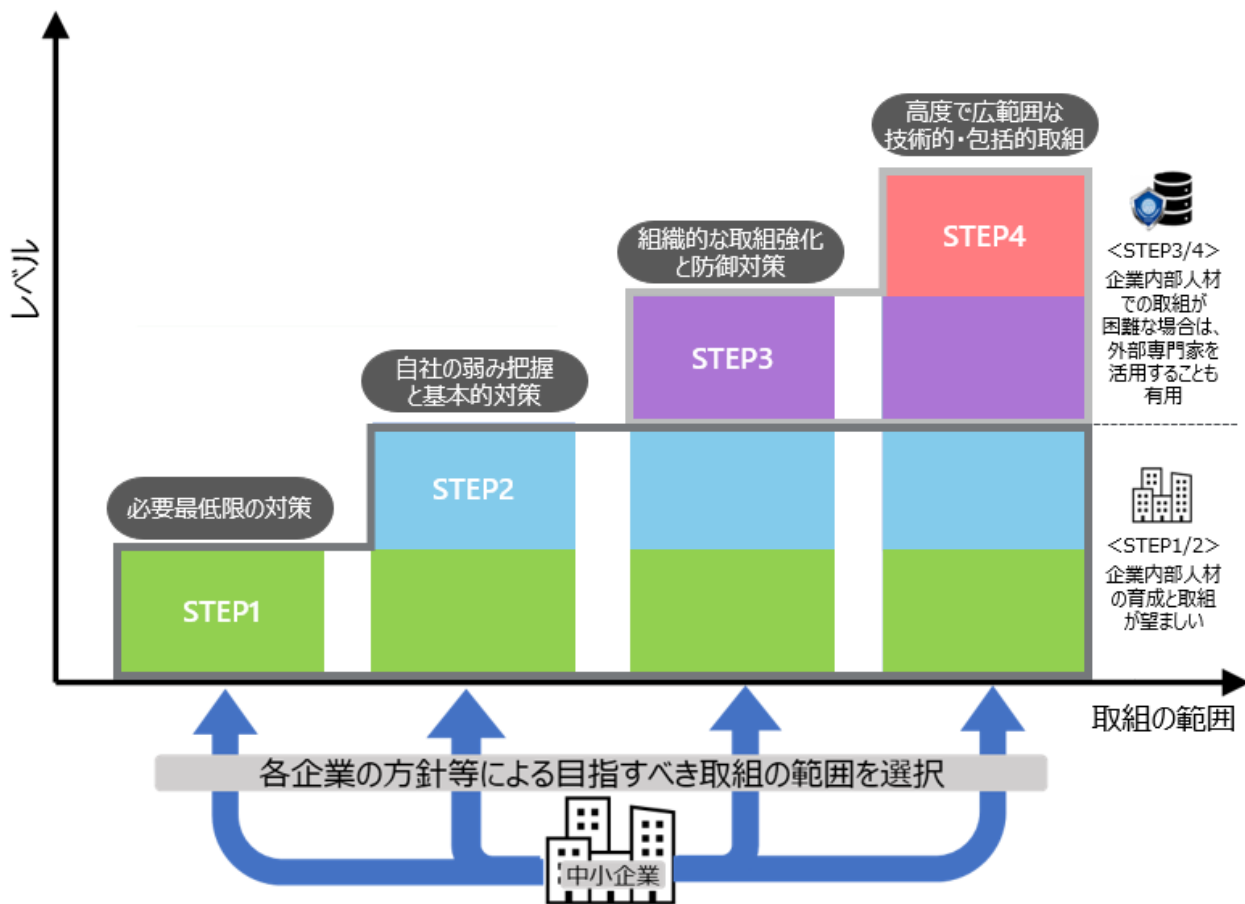 高度で広範囲な
技術的・包括的取組
STEP4
組織的な取組強化
と防御対策
STEP3
自社の弱み把握
と基本的対策
STEP2
必要最低限の対策
STEP1
レベル
<STEP3/4>
企業内部人材
での取組が
困難な場合は、
外部専門家を
活用することも
有用
<STEP1/2>
企業内部人材
の育成と取組
が望ましい
取組の範囲
各企業の方針等による目指すべき取組の範囲を選択
中小企業